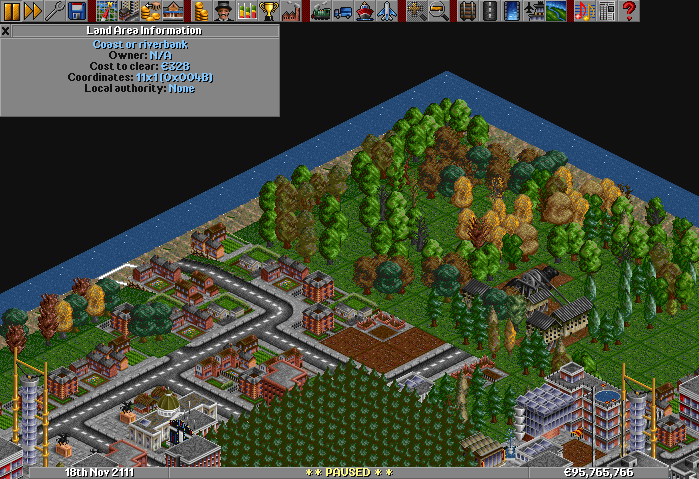 Land Area Information
Coast or riverbank
Owner: N/A
Cost to clear: €328
Coordinates: 11x1 (0x004B)
Local authority: None
18th Nov 2111
* * PAUSED * *
€95,765,766